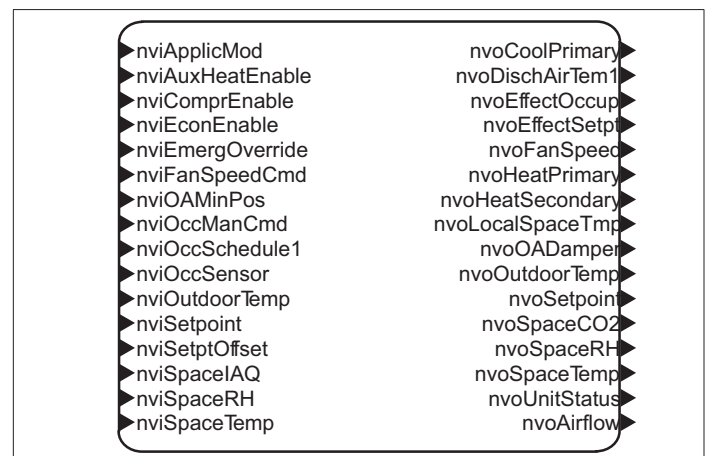 nviApplicMod nvoCoolPrimary
nviAuxHeatEnable nvoDischAirTem1
nviComprEnable nvoEffectOccup
nviEconEnable nvoEffectSetpt
nviEmergOverride nvoFanSpeed
nviFanSpeedCmd nvoHeatPrimary
nviOAMinPos nvoHeatSecondary
nviOccManCmd nvoLocalSpaceTmp
nviOccSchedule1 nvoOADamper
nviOccSensor nvoOutdoorTemp
nviOutdoorTemp nvoSetpoint
nviSetpoint nvoSpaceCO2
nviSetptOffset nvoSpaceRH
nviSpaceIAQ nvoSpaceTemp
nviSpaceRH nvoUnitStatus
nviSpaceTemp nvoAirflow